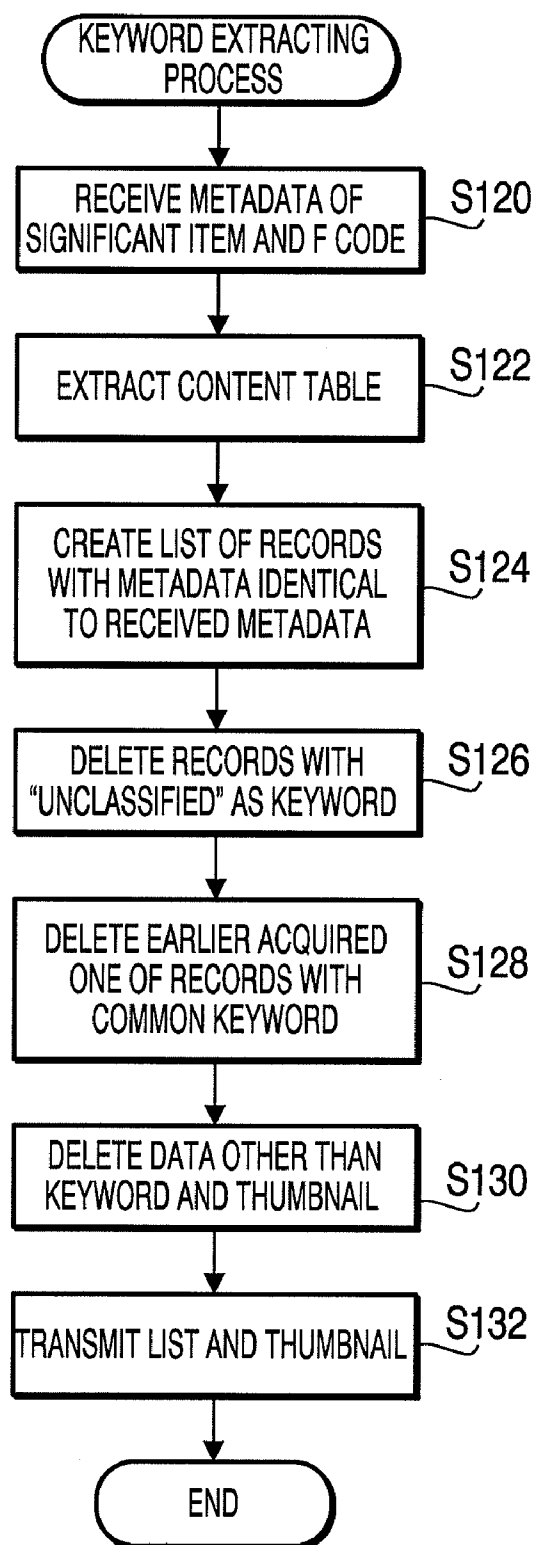 KEYWORD EXTRACTING
PROCESS
RECEIVE METADATA OF
SIGNIFICANT ITEM AND F CODE
S120
EXTRACT CONTENT TABLE
S122
CREATE LIST OF RECORDS
WITH METADATA IDENTICAL
TO RECEIVED METADATA
S124
DELETE RECORDS WITH
“UNCLASSIFIED” AS KEYWORD
S126
DELETE EARLIER ACQUIRED
ONE OF RECORDS WITH
COMMON KEYWORD
S128
DELETE DATA OTHER THAN
KEYWORD AND THUMBNAIL
S130
TRANSMIT LIST AND THUMBNAIL
S132
END